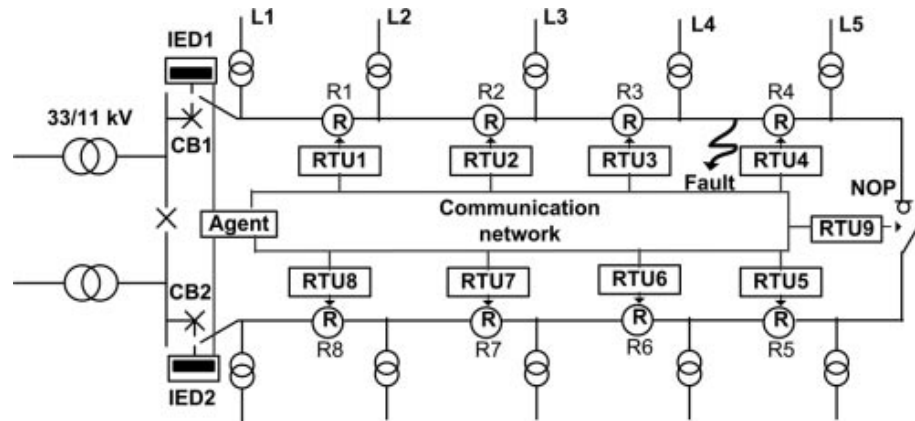 L1 L2 L3 L4 L5
IED1
R1 R2 R3 R4
33/11 kV
R R R R
CB1
RTU1 RTU2 RTU3 RTU4
Fault
NOP
Agent
Communication
network
RTU9
RTU8 RTU7 RTU6 RTU5
CB2
R R R R
R8 R7 R6 R5
IED2